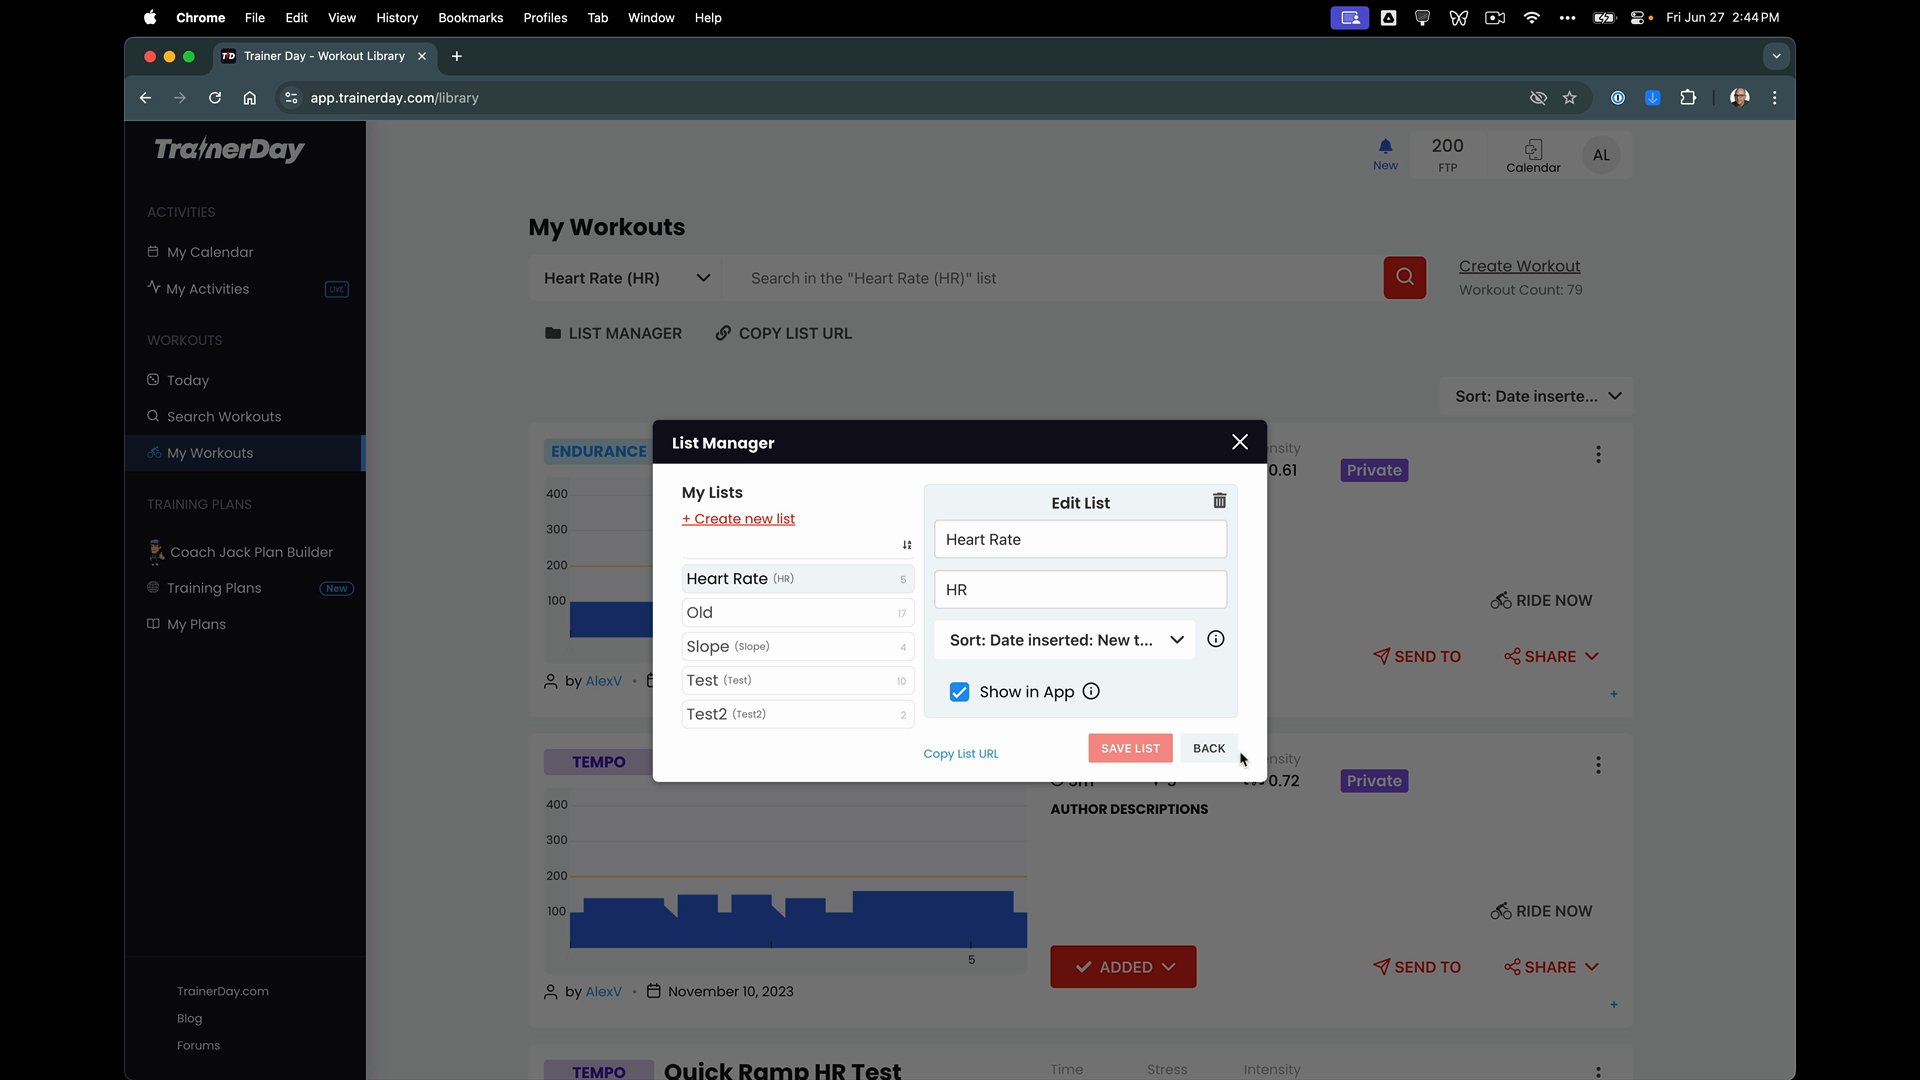 Chrome File Edit View History Bookmarks Profiles Tab Window Help Fri Jun 27 2:44 PM
Trainer Day - Workout Library
app.trainerday.com/library
TrainerDay
ACTIVITIES
My Calendar
My Activities LIVE
WORKOUTS
Today
Search Workouts
My Workouts
TRAINING PLANS
Coach Jack Plan Builder
Training Plans New
My Plans
TrainerDay.com
Blog
Forums
New
200
FTP
Calendar
AL
My Workouts
Heart Rate (HR) Search in the "Heart Rate (HR)" list
Create Workout
Workout Count: 79
LIST MANAGER COPY LIST URL
Sort: Date inserte...
ENDURANCE
400
300
200
100
0.61
Private
RIDE NOW
SEND TO SHARE
by AlexV •
+
List Manager
My Lists
+ Create new list
Heart Rate (HR) 5
Old 17
Slope (Slope) 4
Test (Test) 10
Test2 (Test2) 2
Edit List
Heart Rate
HR
Sort: Date inserted: New t...
Show in App
Copy List URL
SAVE LIST BACK
TEMPO
0.72
Private
AUTHOR DESCRIPTIONS
400
300
200
100
5
RIDE NOW
ADDED
SEND TO SHARE
by AlexV • November 10, 2023
+
TEMPO Quick Ramp HR Test Time Stress Intensity